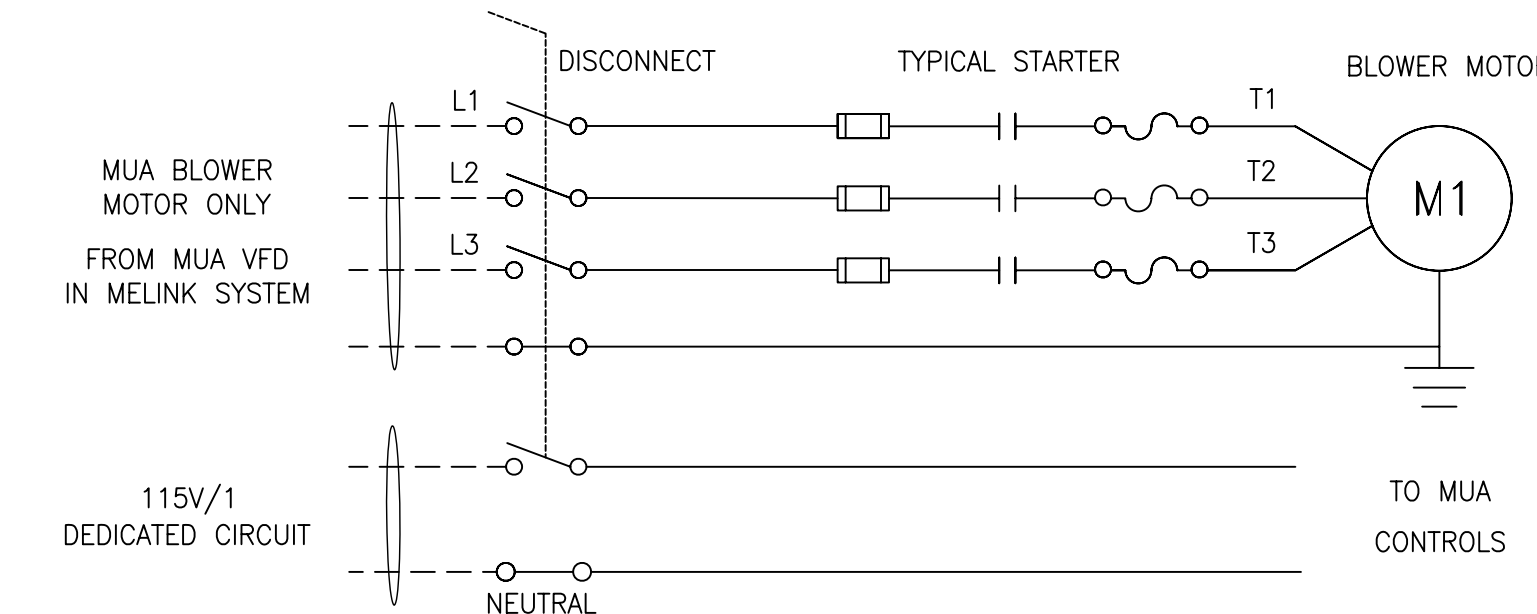 DISCONNECT
TYPICAL STARTER
BLOWER MOTOR
L1
T1
MUA BLOWER
MOTOR ONLY
L2
T2
M1
FROM MUA VFD
IN MELINK SYSTEM
L3
T3
115V/1
DEDICATED CIRCUIT
TO MUA
CONTROLS
NEUTRAL